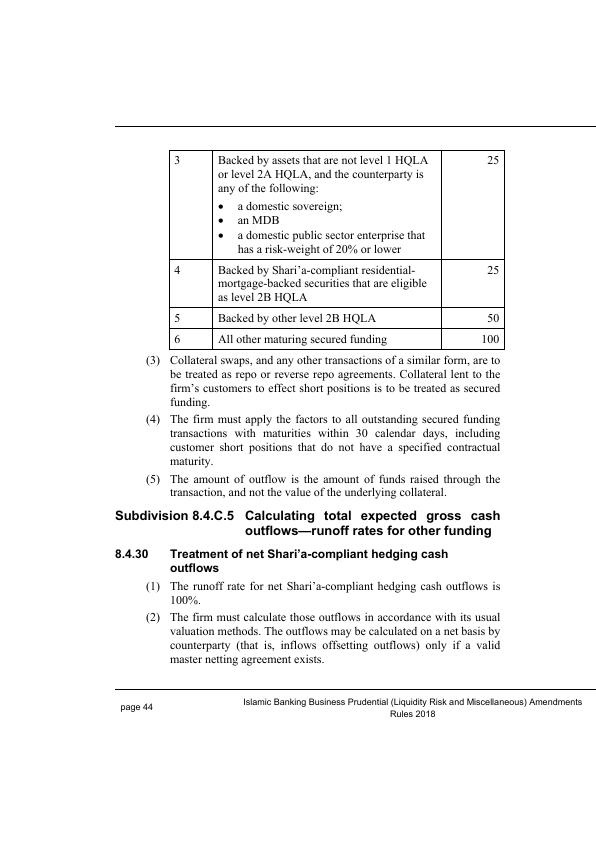 3 Backed by assets that are not level 1 HQLA 25
or level 2A HQLA, and the counterparty is
any of the following:
• a domestic sovereign;
• an MDB
• a domestic public sector enterprise that
has a risk-weight of 20% or lower
4 Backed by Shari’a-compliant residential- 25
mortgage-backed securities that are eligible
as level 2B HQLA
5 Backed by other level 2B HQLA 50
6 All other maturing secured funding 100
(3) Collateral swaps, and any other transactions of a similar form, are to
be treated as repo or reverse repo agreements. Collateral lent to the
firm’s customers to effect short positions is to be treated as secured
funding.
(4) The firm must apply the factors to all outstanding secured funding
transactions with maturities within 30 calendar days, including
customer short positions that do not have a specified contractual
maturity.
(5) The amount of outflow is the amount of funds raised through the
transaction, and not the value of the underlying collateral.
Subdivision 8.4.C.5 Calculating total expected gross cash
outflows—runoff rates for other funding
8.4.30 Treatment of net Shari’a-compliant hedging cash
outflows
(1) The runoff rate for net Shari’a-compliant hedging cash outflows is
100%.
(2) The firm must calculate those outflows in accordance with its usual
valuation methods. The outflows may be calculated on a net basis by
counterparty (that is, inflows offsetting outflows) only if a valid
master netting agreement exists.
page 44 Islamic Banking Business Prudential (Liquidity Risk and Miscellaneous) Amendments
Rules 2018